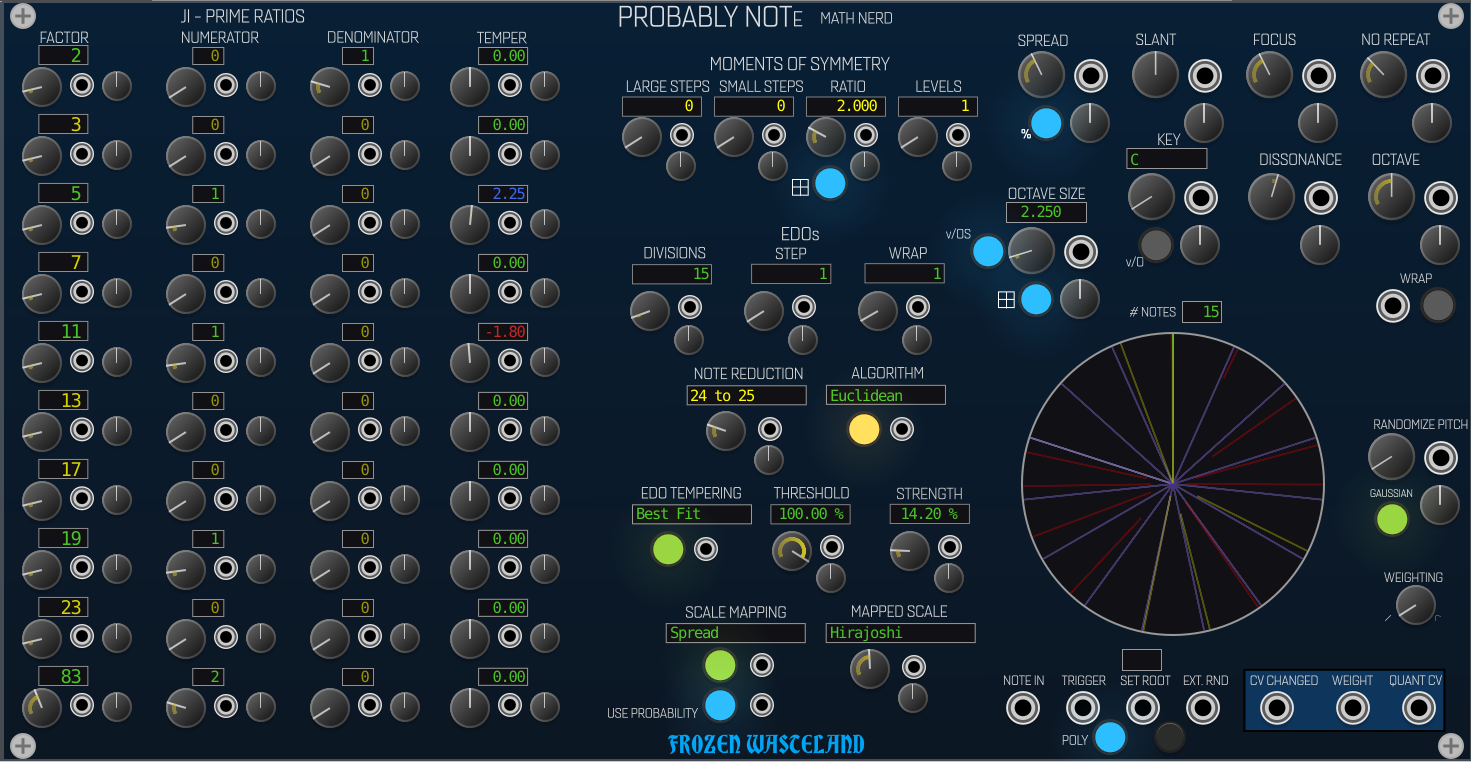 JI - PRIME RATIOS
FACTOR NUMERATOR DENOMINATOR TEMPER
2 0 1 0.00
3 0 0 0.00
5 1 0 2.25
7 0 0 0.00
11 1 0 -1.80
13 0 0 0.00
17 0 0 0.00
19 1 0 0.00
23 0 0 0.00
83 2 0 0.00
PROBABLY NOTE MATH NERD
MOMENTS OF SYMMETRY
LARGE STEPS SMALL STEPS RATIO LEVELS
0 0 2.000 1
EDOs
DIVISIONS STEP WRAP
15 1 1
NOTE REDUCTION ALGORITHM
24 to 25 Euclidean
EDO TEMPERING THRESHOLD STRENGTH
Best Fit 100.00 % 14.20 %
SCALE MAPPING MAPPED SCALE
Spread Hirajoshi
USE PROBABILITY
FROZEN WASTELAND
SPREAD SLANT FOCUS NO REPEAT
%
KEY
C
DISSONANCE OCTAVE
OCTAVE SIZE
2.250
v/OS
v/O
WRAP
# NOTES 15
RANDOMIZE PITCH
GAUSSIAN
WEIGHTING
NOTE IN TRIGGER SET ROOT EXT. RND
POLY
CV CHANGED WEIGHT QUANT CV